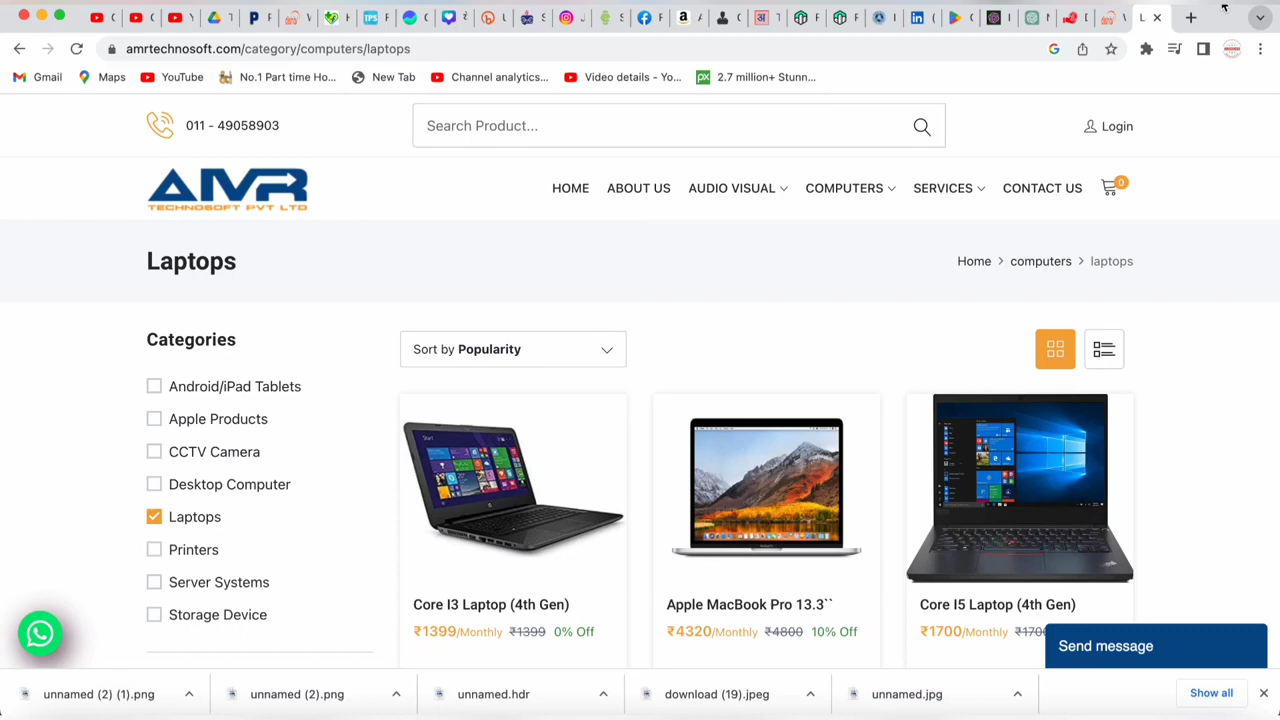 amrtechnosoft.com/category/computers/laptops
Gmail Maps YouTube No.1 Part time Ho... New Tab Channel analytics... Video details - Yo... 2.7 million+ Stunn...
011 - 49058903 Search Product... Login
AMR
TECHNOSOFT PVT LTD
HOME ABOUT US AUDIO VISUAL COMPUTERS SERVICES CONTACT US 0
Laptops Home > computers > laptops
Categories Sort by Popularity
Android/iPad Tablets
Apple Products
CCTV Camera
Desktop Computer
Laptops
Printers
Server Systems
Storage Device
Core I3 Laptop (4th Gen) Apple MacBook Pro 13.3`` Core I5 Laptop (4th Gen)
₹1399/Monthly ₹1399 0% Off ₹4320/Monthly ₹4800 10% Off ₹1700/Monthly
Send message
unnamed (2) (1).png unnamed (2).png unnamed.hdr download (19).jpeg unnamed.jpg Show all